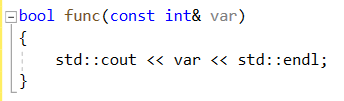 bool func(const int& var)
{
    std::cout << var << std::endl;
}